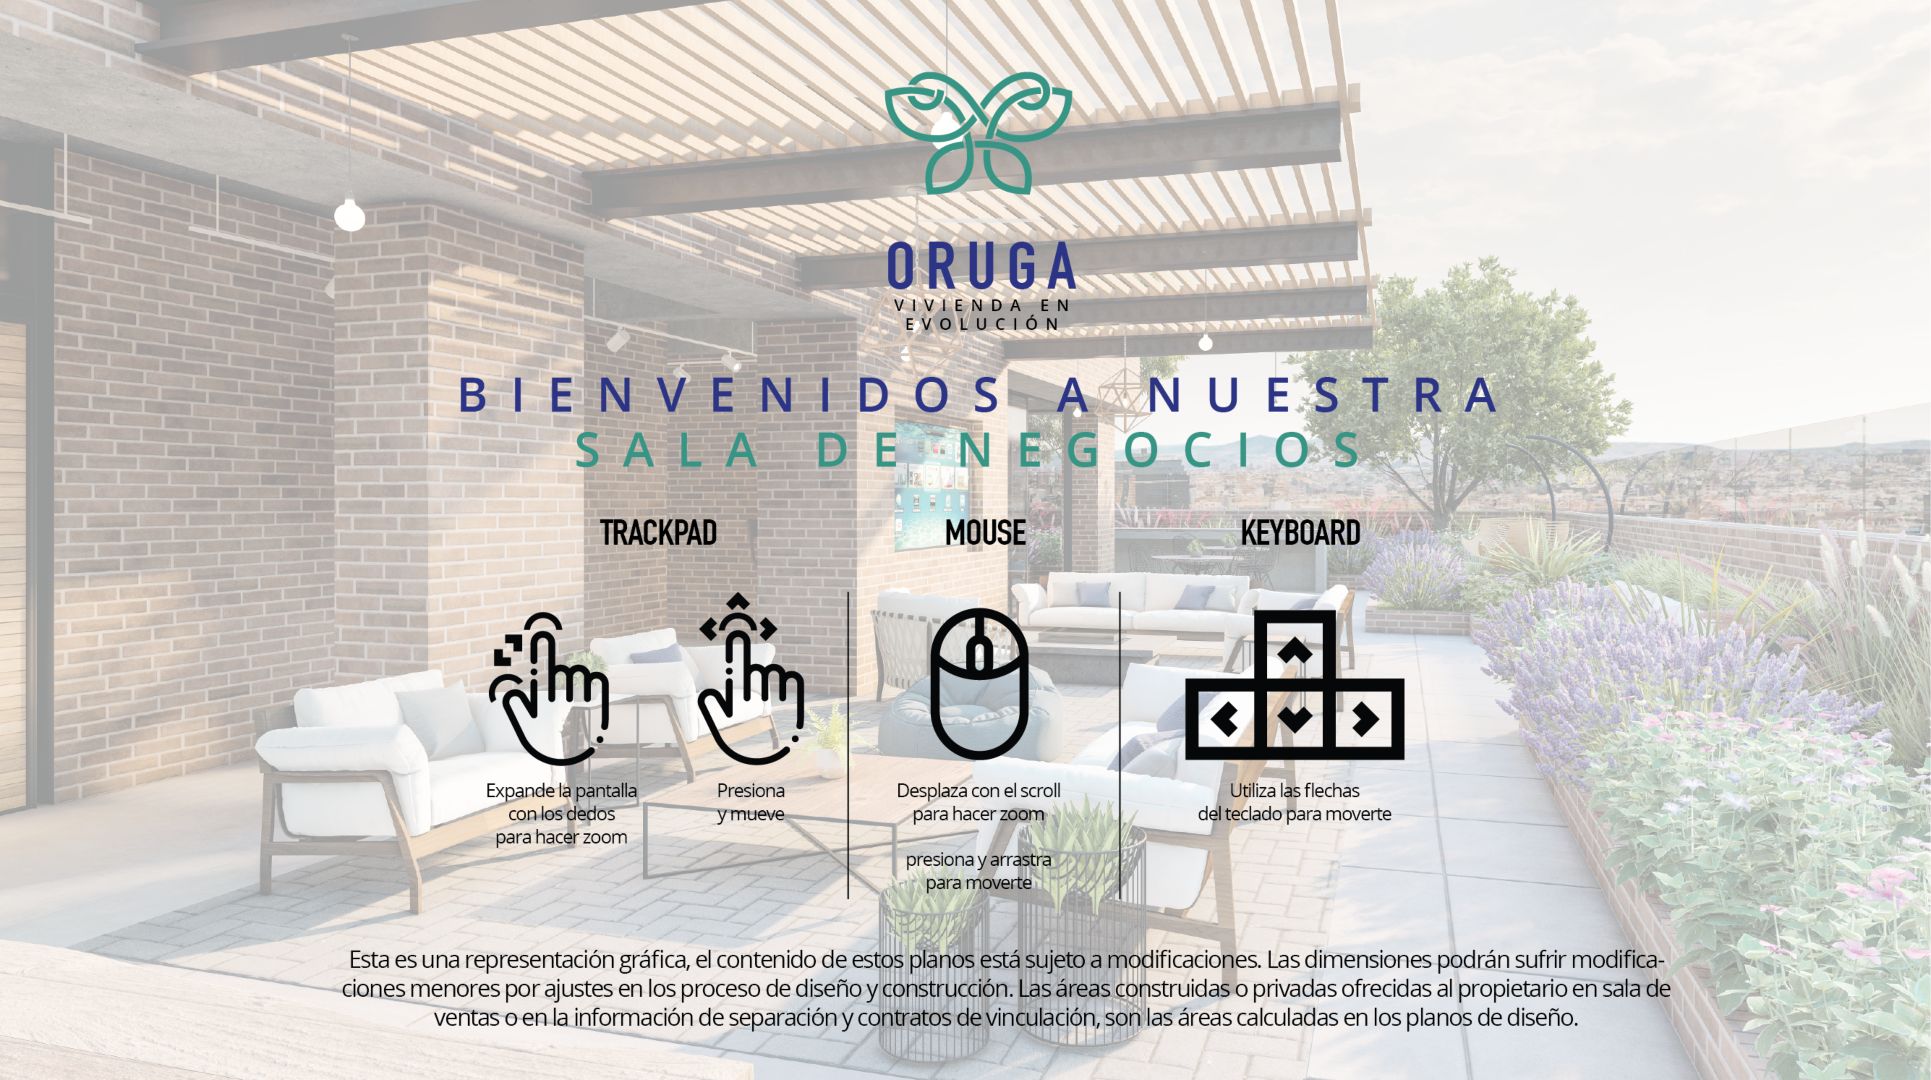 ORUGA
VIVIENDA EN
EVOLUCIÓN
BIENVENIDOS A NUESTRA
SALA DE NEGOCIOS
TRACKPAD
Expande la pantalla
con los dedos
para hacer zoom
Presiona
y mueve
MOUSE
Desplaza con el scroll
para hacer zoom
presiona y arrastra
para moverte
KEYBOARD
Utiliza las flechas
del teclado para moverte
Esta es una representación gráfica, el contenido de estos planos está sujeto a modificaciones. Las dimensiones podrán sufrir modifica-
ciones menores por ajustes en los proceso de diseño y construcción. Las áreas construidas o privadas ofrecidas al propietario en sala de
ventas o en la información de separación y contratos de vinculación, son las áreas calculadas en los planos de diseño.